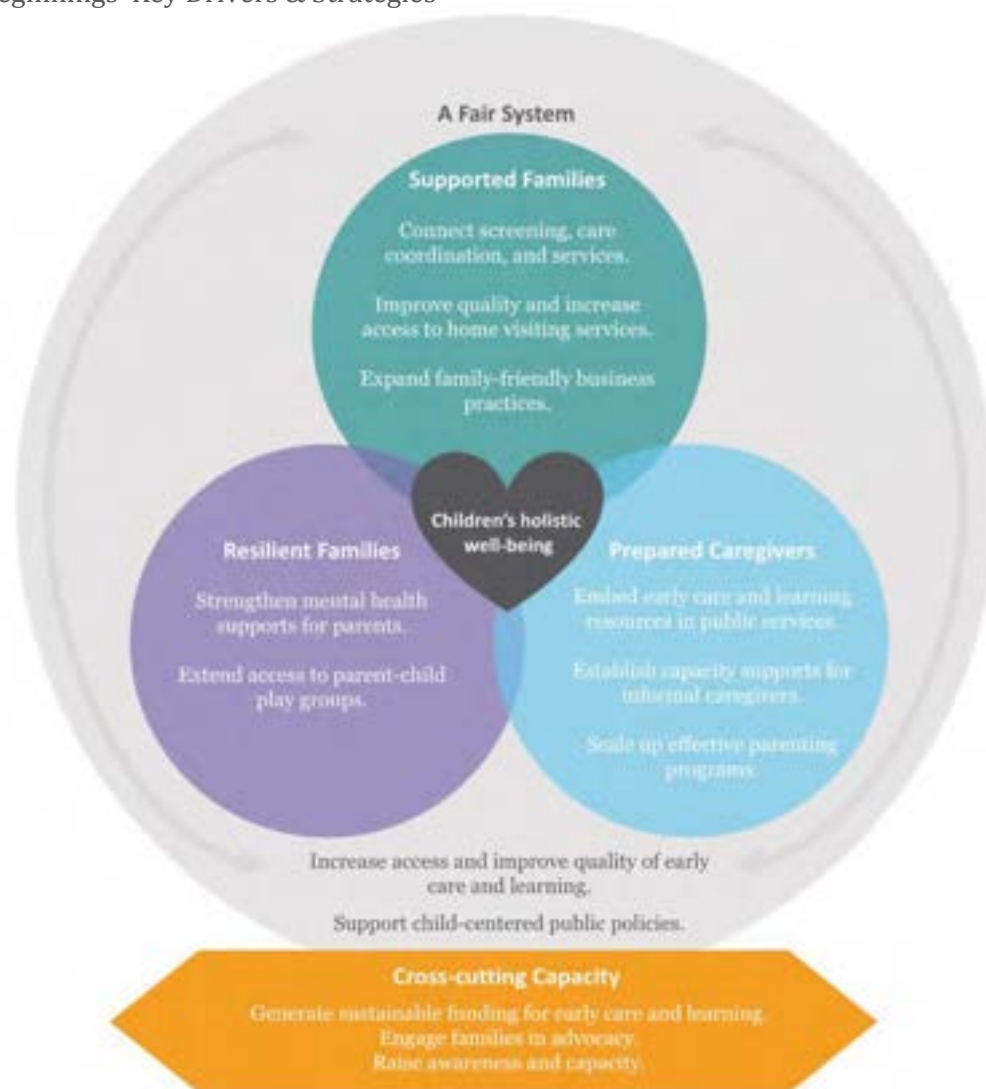 Key Drivers & Strategies
A Fair System
Supported Families
Connect screening, care
coordination, and services.
Improve quality and increase
access to home visiting services.
Expand family-friendly business
practices.
Children's holistic
well-being
Resilient Families
Strengthen mental health
supports for parents.
Extend access to parent-child
play groups.
Prepared Caregivers
Embed early care and learning
resources in public services.
Establish capacity supports for
informal caregivers.
Scale up effective parenting
programs.
Increase access and improve quality of early
care and learning.
Support child-centered public policies.
Cross-cutting Capacity
Generate sustainable funding for early care and learning.
Engage families in advocacy.
Raise awareness and capacity.